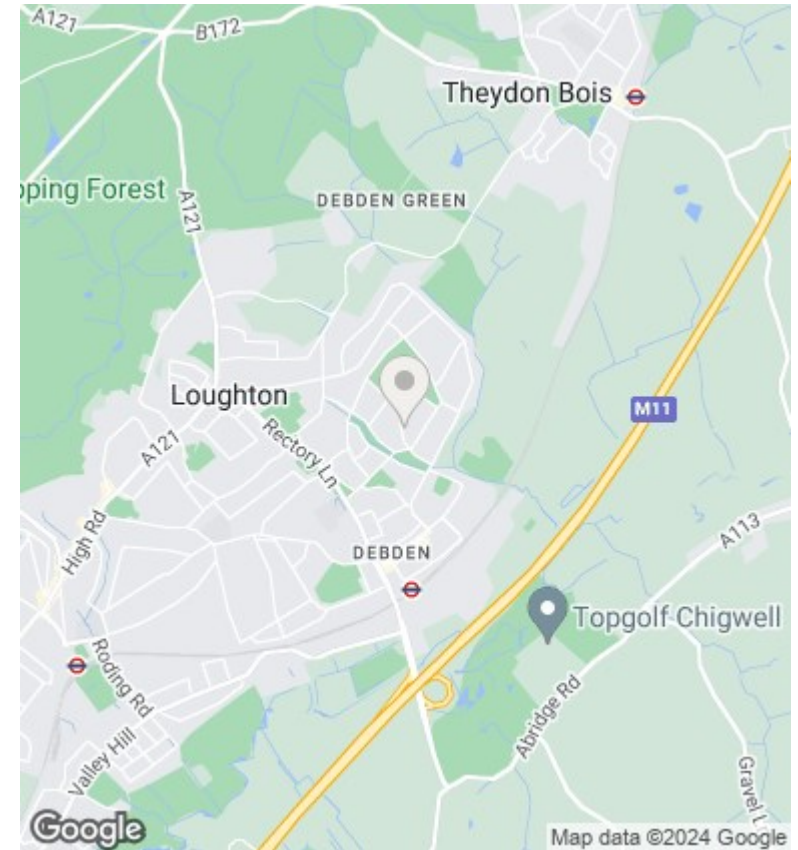 A121
B172
Theydon Bois
pping Forest
A121
DEBDEN GREEN
Loughton
M11
A121
Rectory Ln
High Rd
A113
DEBDEN
Topgolf Chigwell
Roding Rd
Abridge Rd
Valley Hill
Gravel L
Google
Map data ©2024 Google